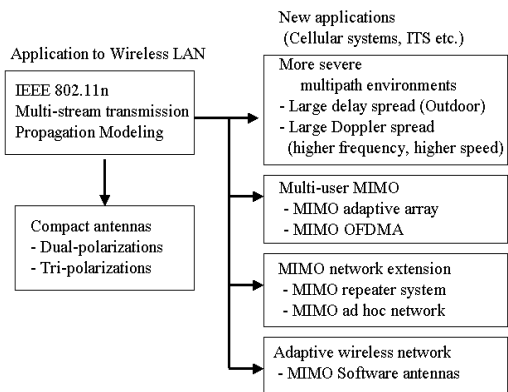 Application to Wireless LAN
IEEE 802.11n
Multi-stream transmission
Propagation Modeling
Compact antennas
- Dual-polarizations
- Tri-polarizations
New applications
(Cellular systems, ITS etc.)
More severe
multipath environments
- Large delay spread (Outdoor)
- Large Doppler spread
(higher frequency, higher speed)
Multi-user MIMO
- MIMO adaptive array
- MIMO OFDMA
MIMO network extension
- MIMO repeater system
- MIMO ad hoc network
Adaptive wireless network
- MIMO Software antennas